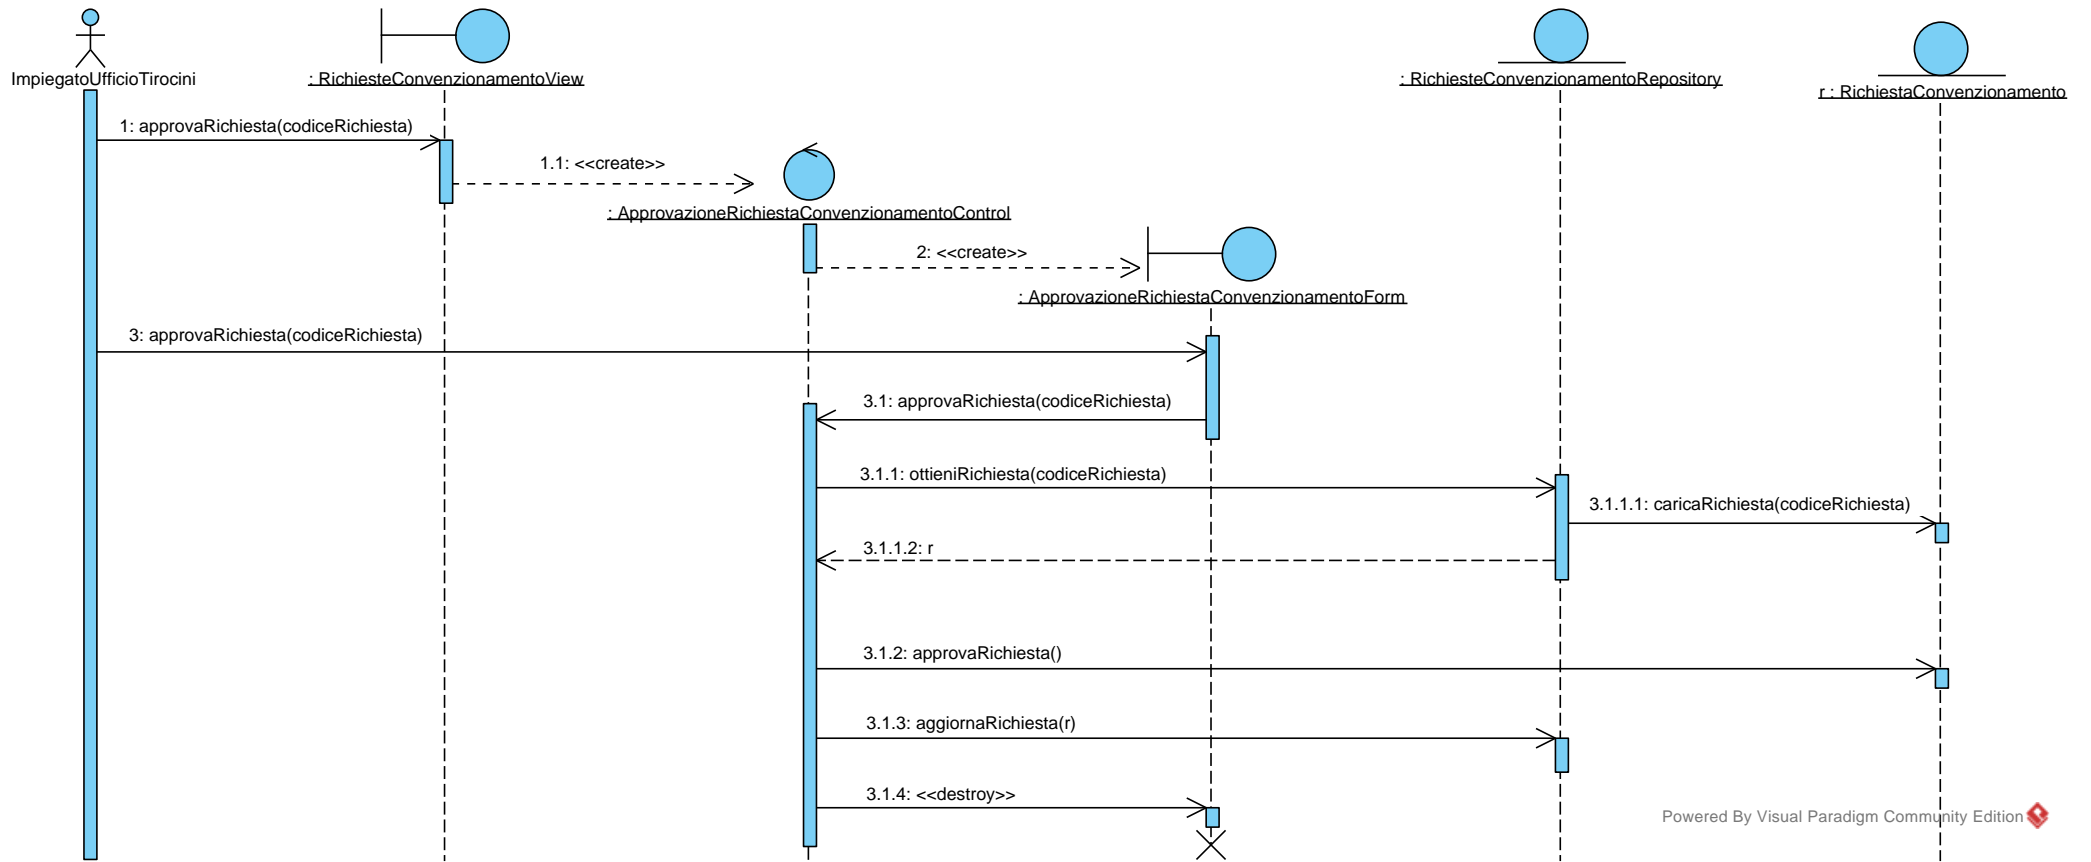 ImpiegatoUfficioTirocini
: RichiesteConvenzionamentoView
: RichiesteConvenzionamentoRepository
r : RichiestaConvenzionamento
1: approvaRichiesta(codiceRichiesta)
1.1: <<create>>
: ApprovazioneRichiestaConvenzionamentoControl
2: <<create>>
: ApprovazioneRichiestaConvenzionamentoForm
3: approvaRichiesta(codiceRichiesta)
3.1: approvaRichiesta(codiceRichiesta)
3.1.1: ottieniRichiesta(codiceRichiesta)
3.1.1.1: caricaRichiesta(codiceRichiesta)
3.1.1.2: r
3.1.2: approvaRichiesta()
3.1.3: aggiornaRichiesta(r)
3.1.4: <<destroy>>
Powered By Visual Paradigm Community Edition